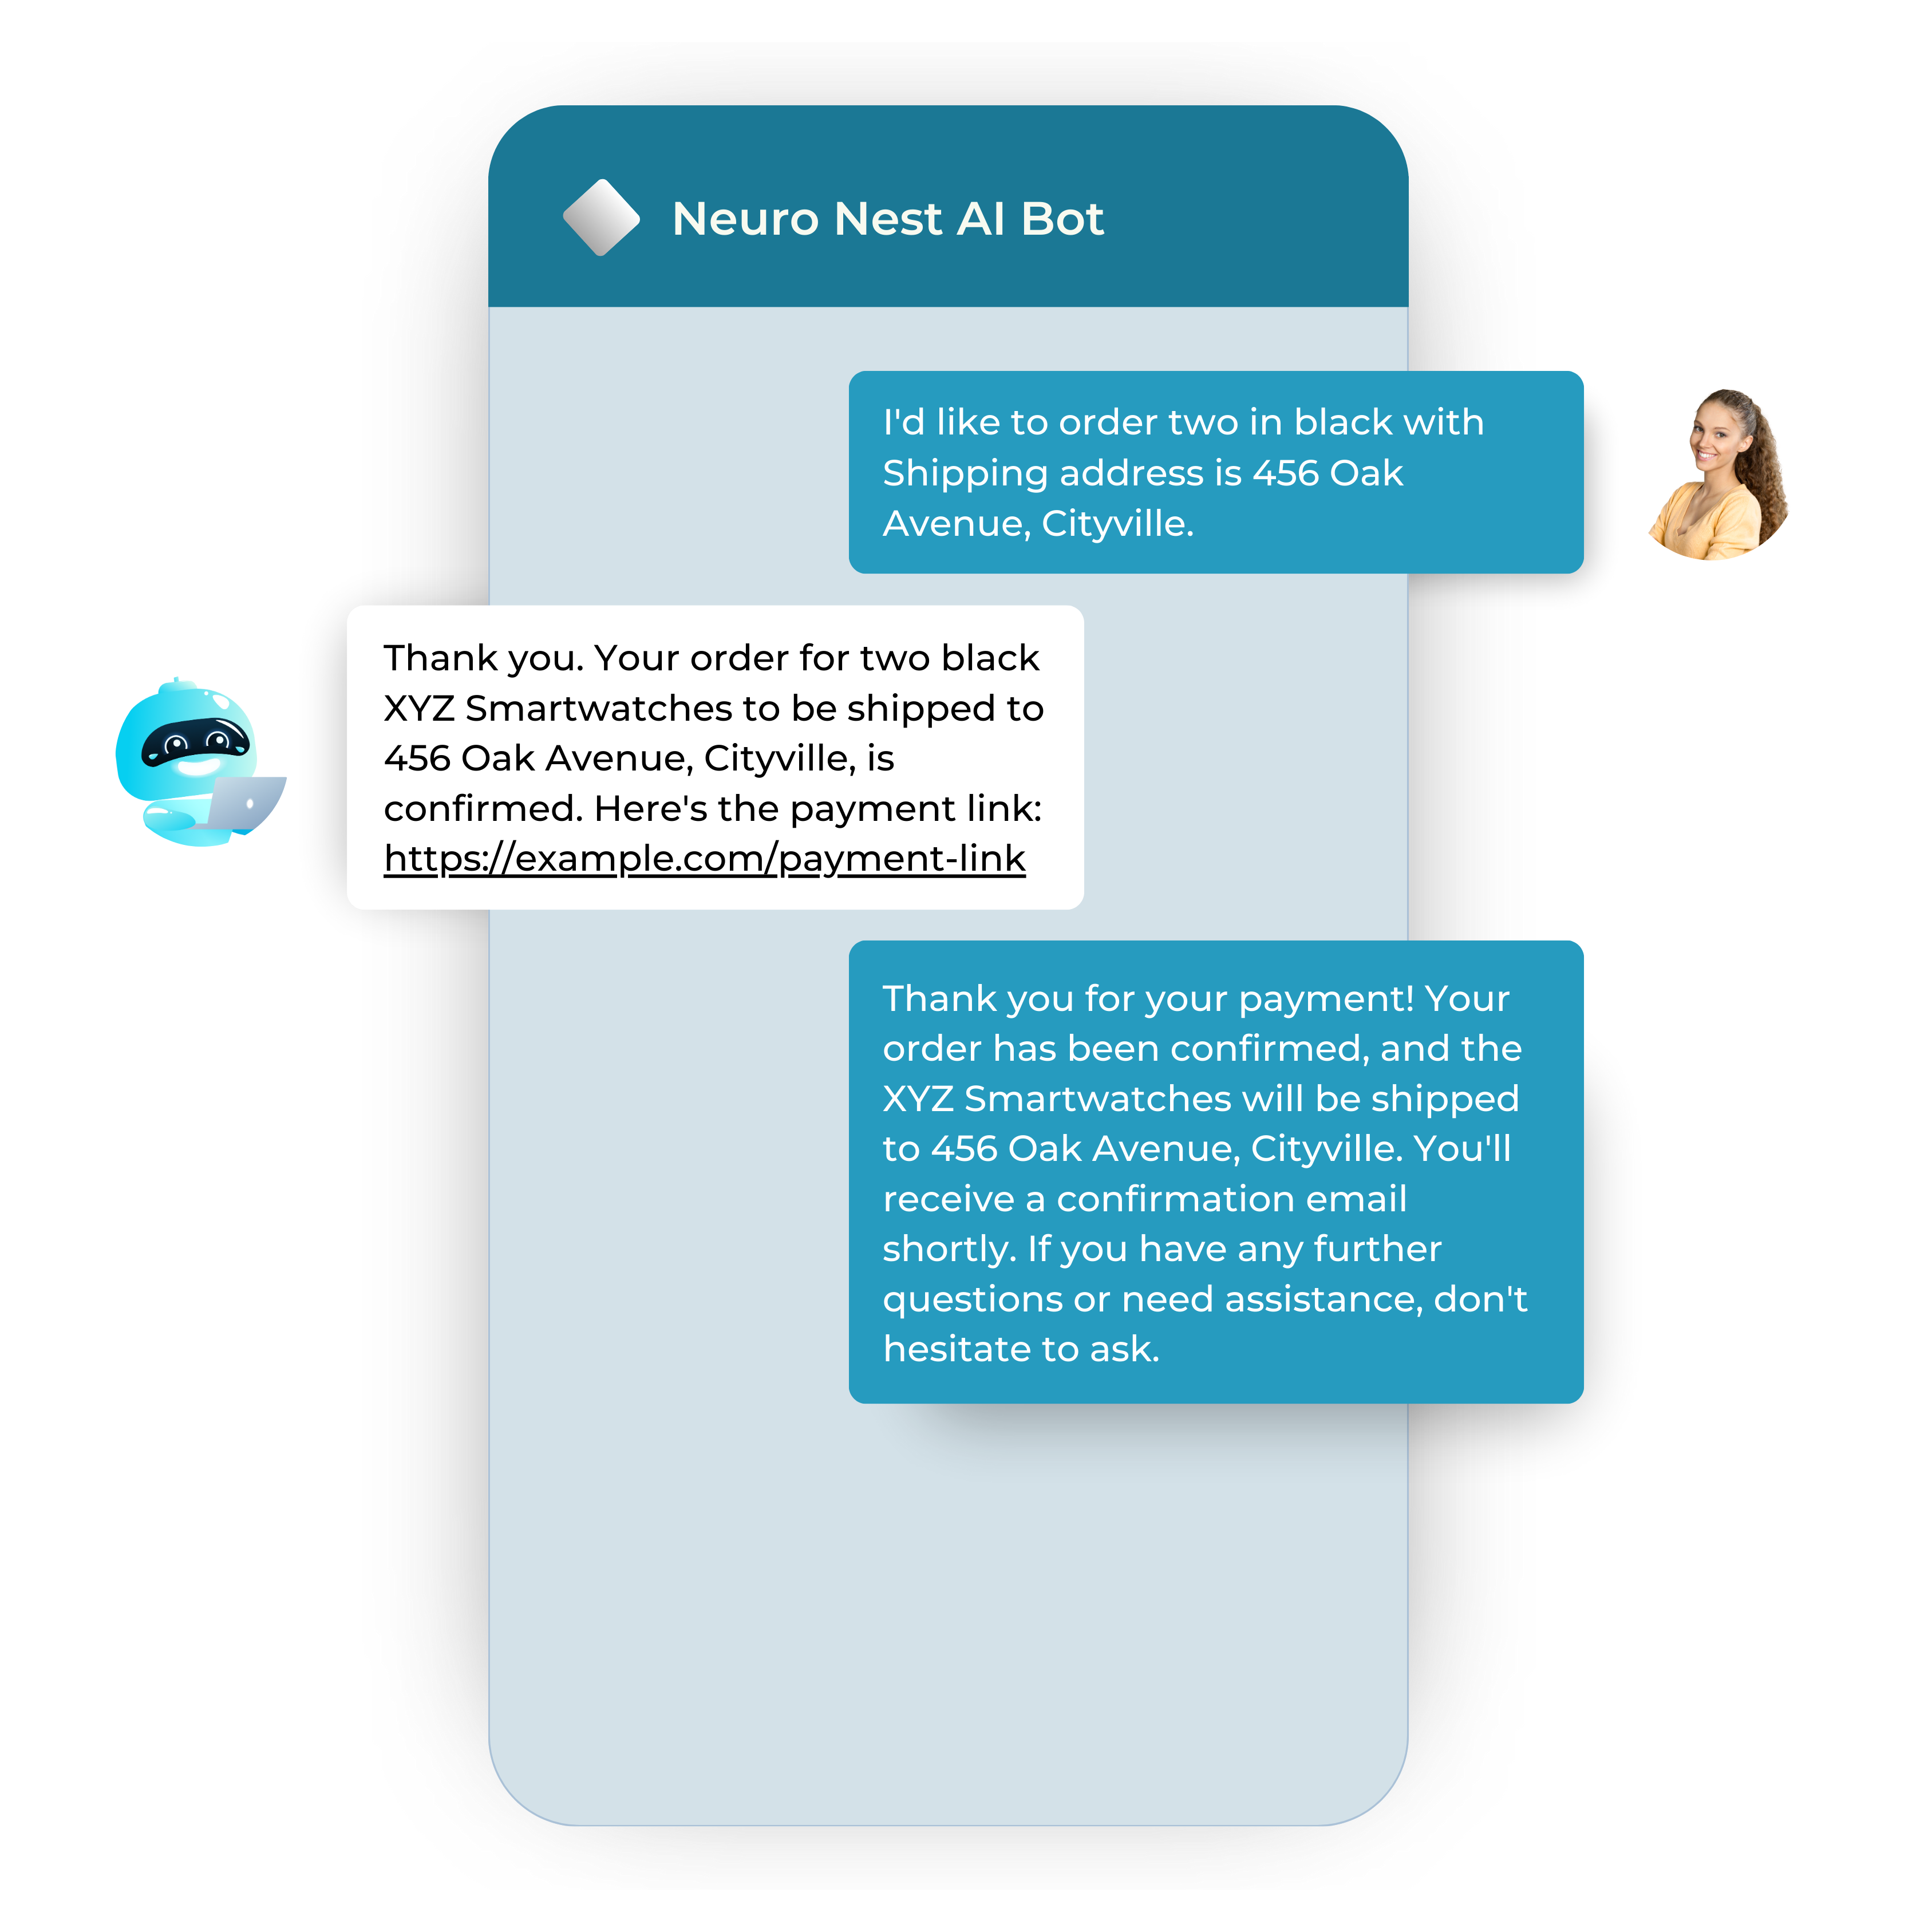 Neuro Nest AI Bot
I'd like to order two in black with
Shipping address is 456 Oak
Avenue, Cityville.
Thank you. Your order for two black
XYZ Smartwatches to be shipped to
456 Oak Avenue, Cityville, is
confirmed. Here's the payment link:
https://example.com/payment-link
Thank you for your payment! Your
order has been confirmed, and the
XYZ Smartwatches will be shipped
to 456 Oak Avenue, Cityville. You'll
receive a confirmation email
shortly. If you have any further
questions or need assistance, don't
hesitate to ask.